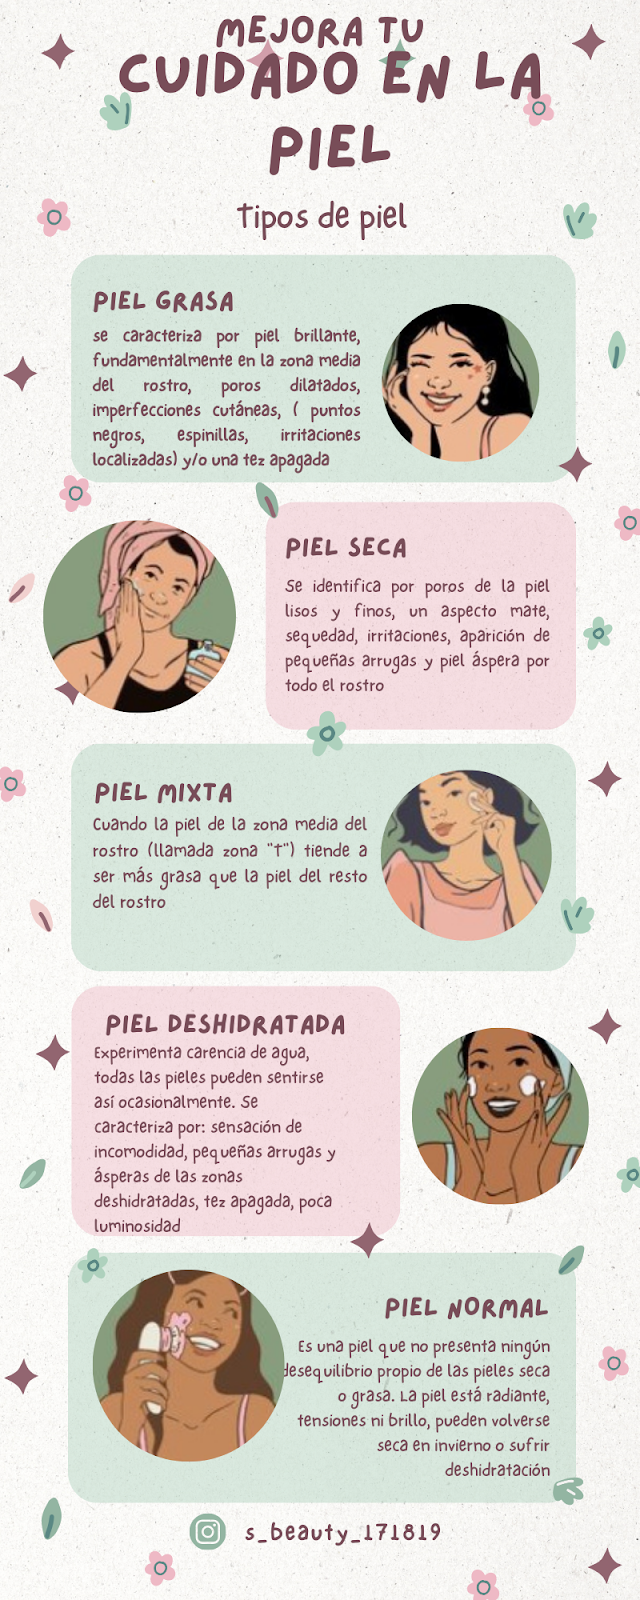 MEJORA TU
CUIDADO EN LA
PIEL
Tipos de piel
PIEL GRASA
se caracteriza por piel brillante,
fundamentalmente en la zona media
del rostro, poros dilatados,
imperfecciones cutáneas, ( puntos
negros, espinillas, irritaciones
localizadas) y/o una tez apagada
PIEL SECA
Se identifica por poros de la piel
lisos y finos, un aspecto mate,
sequedad, irritaciones, aparición de
pequeñas arrugas y piel áspera por
todo el rostro
PIEL MIXTA
Cuando la piel de la zona media del
rostro (llamada zona "T") tiende a
ser más grasa que la piel del resto
del rostro
PIEL DESHIDRATADA
Experimenta carencia de agua,
todas las pieles pueden sentirse
así ocasionalmente. Se
caracteriza por: sensación de
incomodidad, pequeñas arrugas y
ásperas de las zonas
deshidratadas, tez apagada, poca
luminosidad
PIEL NORMAL
Es una piel que no presenta ningún
desequilibrio propio de las pieles seca
o grasa. La piel está radiante,
tensiones ni brillo, pueden volverse
seca en invierno o sufrir
deshidratación
s_beauty_171819